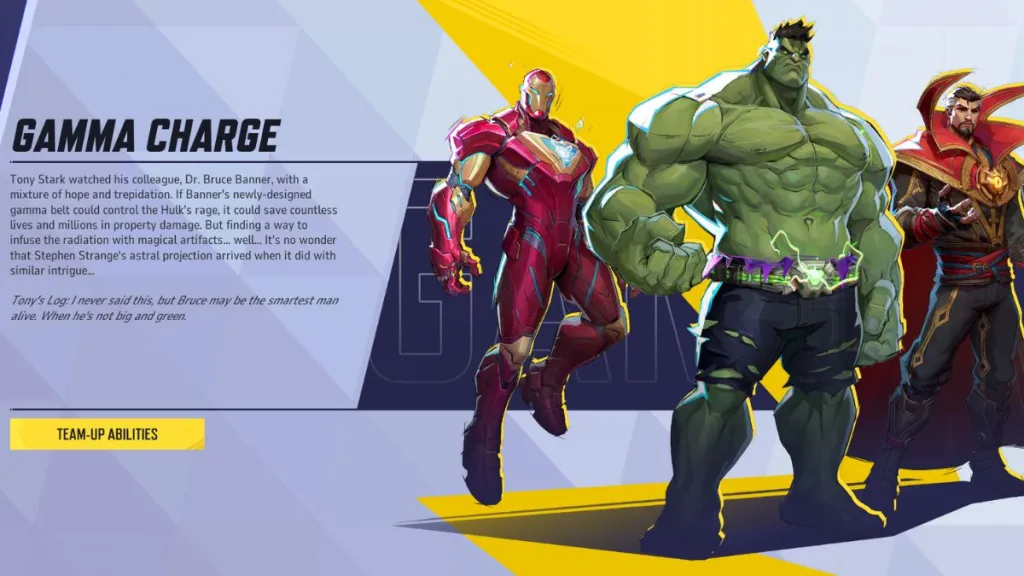 GAMMA CHARGE
Tony Stark watched his colleague, Dr. Bruce Banner, with a
mixture of hope and trepidation. If Banner's newly-designed
gamma belt could control the Hulk's rage, it could save countless
lives and millions in property damage. But finding a way to
infuse the radiation with magical artifacts... well... It's no wonder
that Stephen Strange's astral projection arrived when it did with
similar intrigue...
Tony's Log: I never said this, but Bruce may be the smartest man
alive. When he's not big and green.
TEAM-UP ABILITIES